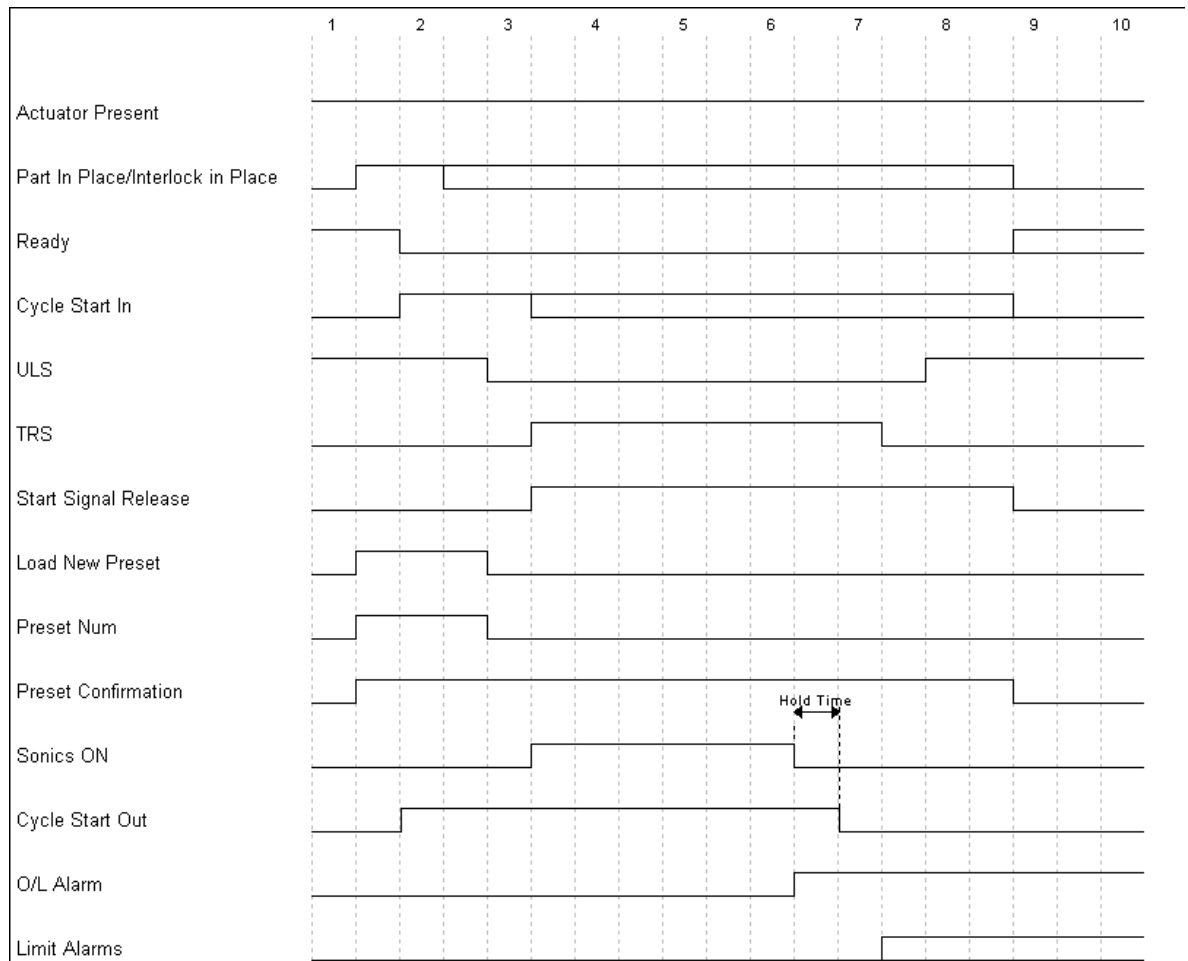 1 2 3 4 5 6 7 8 9 10
Actuator Present
Part In Place/Interlock in Place
Ready
Cycle Start In
ULS
TRS
Start Signal Release
Load New Preset
Preset Num
Preset Confirmation
Hold Time
Sonics ON
Cycle Start Out
O/L Alarm
Limit Alarms